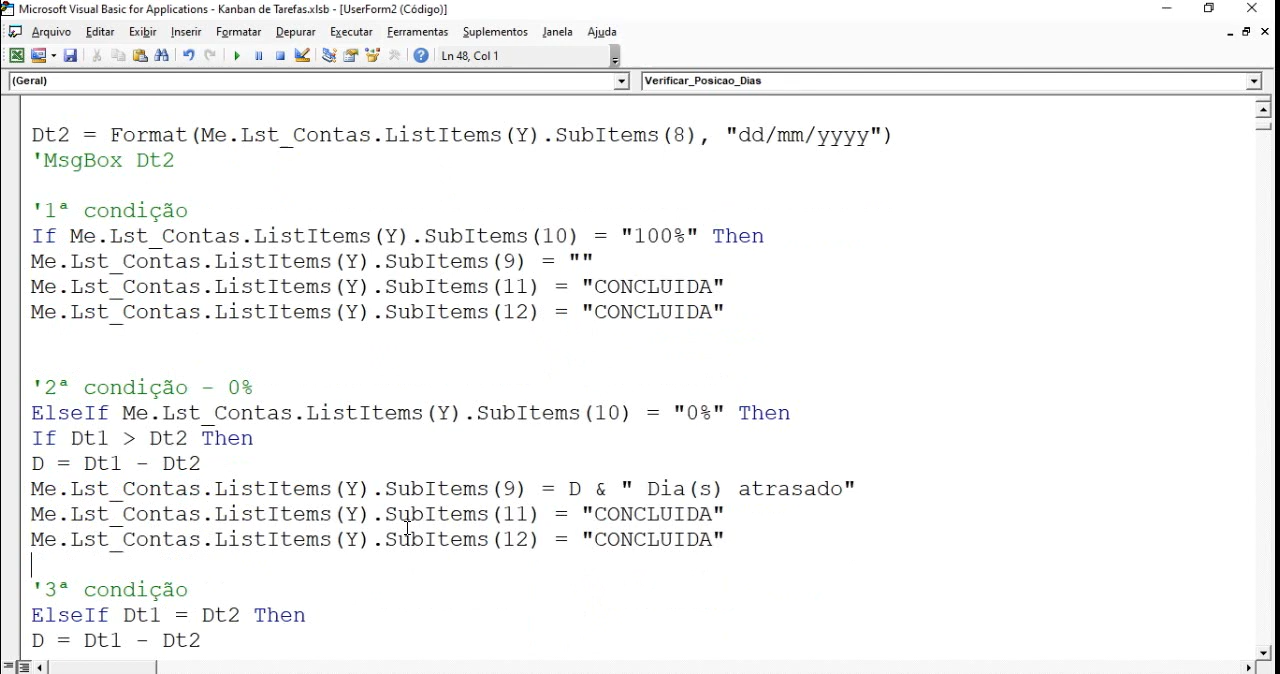 Microsoft Visual Basic for Applications - Kanban de Tarefas.xlsb - [UserForm2 (Código)]
Arquivo Editar Exibir Inserir Formatar Depurar Executar Ferramentas Suplementos Janela Ajuda
Ln 48, Col 1
(Geral) Verificar_Posicao_Dias
Dt2 = Format(Me.Lst_Contas.ListItems(Y).SubItems(8), "dd/mm/yyyy")
'MsgBox Dt2
'1ª condição
If Me.Lst_Contas.ListItems(Y).SubItems(10) = "100%" Then
Me.Lst_Contas.ListItems(Y).SubItems(9) = ""
Me.Lst_Contas.ListItems(Y).SubItems(11) = "CONCLUIDA"
Me.Lst_Contas.ListItems(Y).SubItems(12) = "CONCLUIDA"
'2ª condição - 0%
ElseIf Me.Lst_Contas.ListItems(Y).SubItems(10) = "0%" Then
If Dt1 > Dt2 Then
D = Dt1 - Dt2
Me.Lst_Contas.ListItems(Y).SubItems(9) = D & " Dia(s) atrasado"
Me.Lst_Contas.ListItems(Y).SubItems(11) = "CONCLUIDA"
Me.Lst_Contas.ListItems(Y).SubItems(12) = "CONCLUIDA"
'3ª condição
ElseIf Dt1 = Dt2 Then
D = Dt1 - Dt2